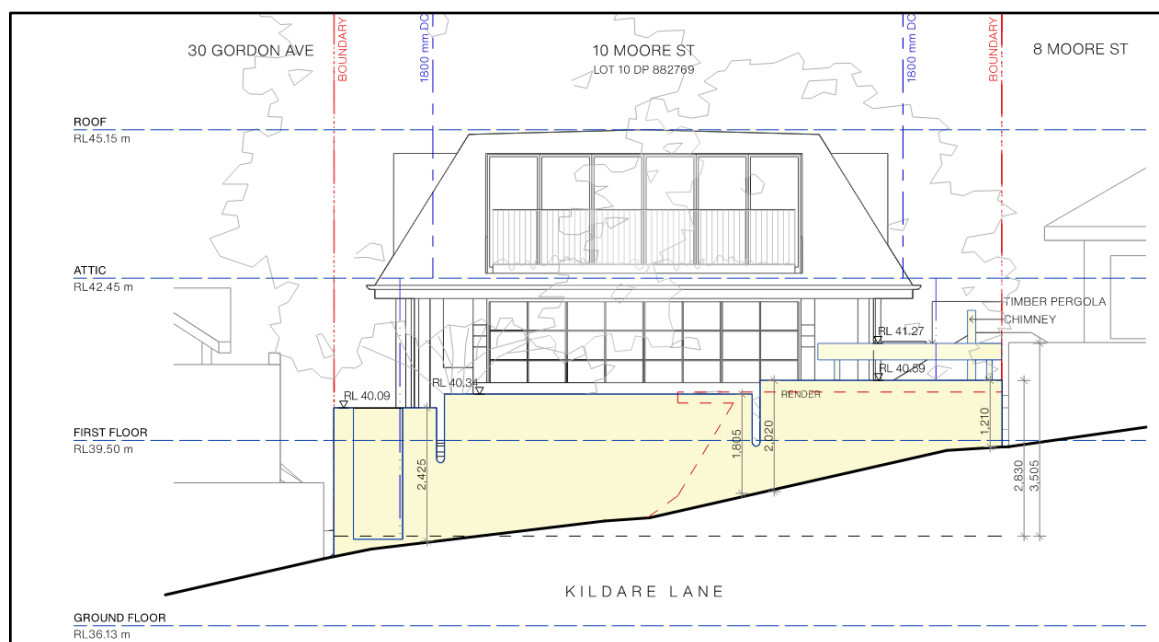 30 GORDON AVE
BOUNDARY
1800 mm DC
10 MOORE ST
LOT 10 DP 882769
1800 mm DC
BOUNDARY
8 MOORE ST
ROOF
RL45.15 m
ATTIC
RL42.45 m
TIMBER PERGOLA
CHIMNEY
RL 41.27
RL 40.89
RL 40.34
RL 40.09
RENDER
FIRST FLOOR
RL39.50 m
2,425
1,805
2,020
1,210
2,830
3,505
KILDARE LANE
GROUND FLOOR
RL36.13 m